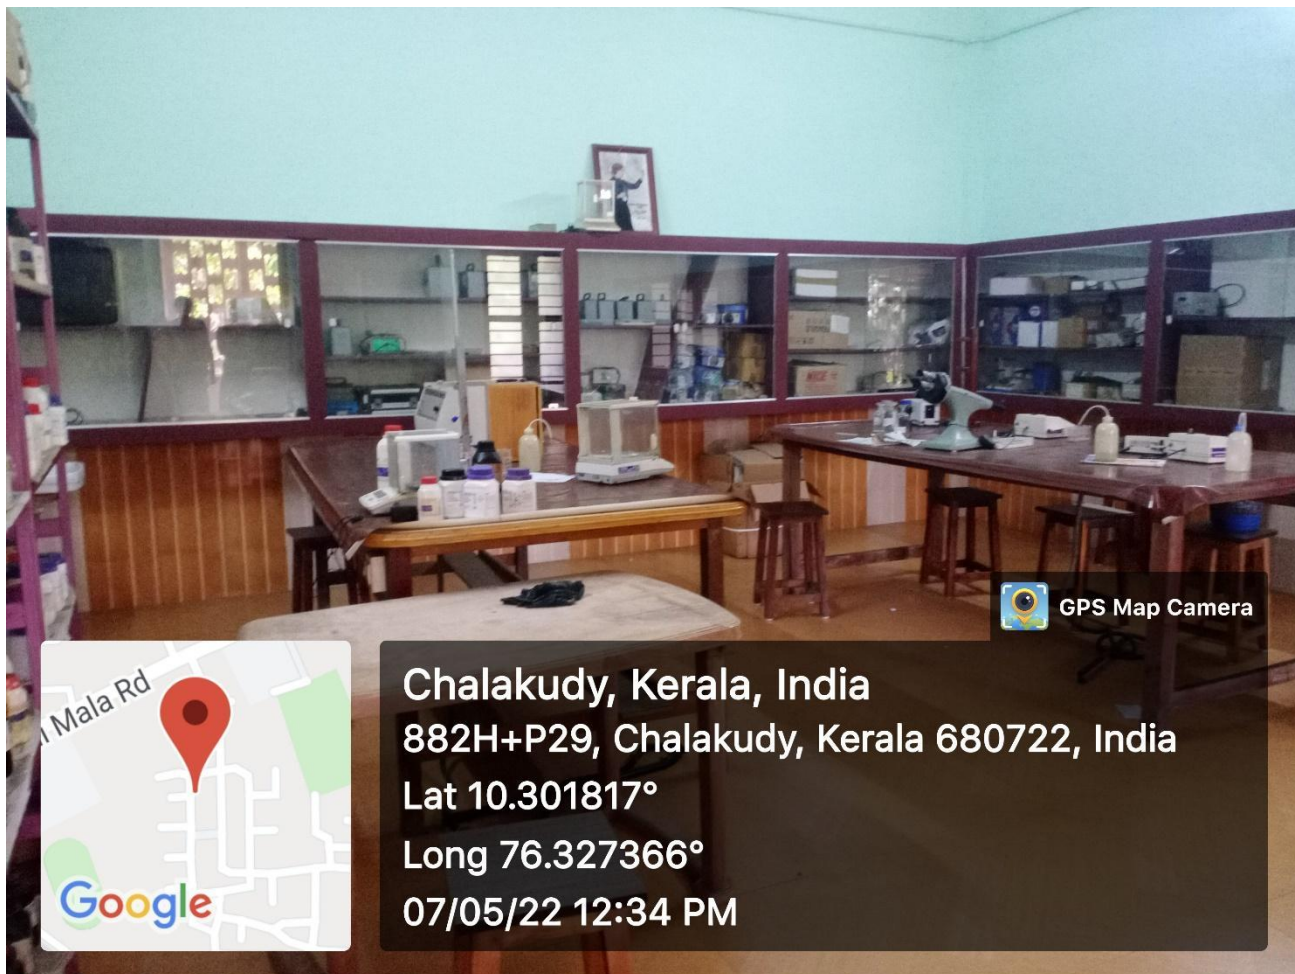 GPS Map Camera
Mala Rd
Google
Chalakudy, Kerala, India
882H+P29, Chalakudy, Kerala 680722, India
Lat 10.301817°
Long 76.327366°
07/05/22 12:34 PM